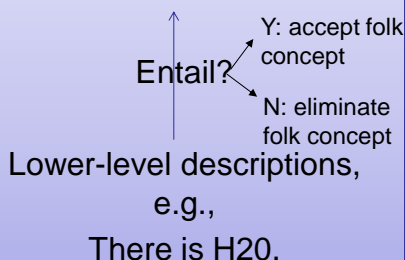 Y: accept folk
concept
Entail?
N: eliminate
folk concept
Lower-level descriptions,
e.g.,
There is H20.